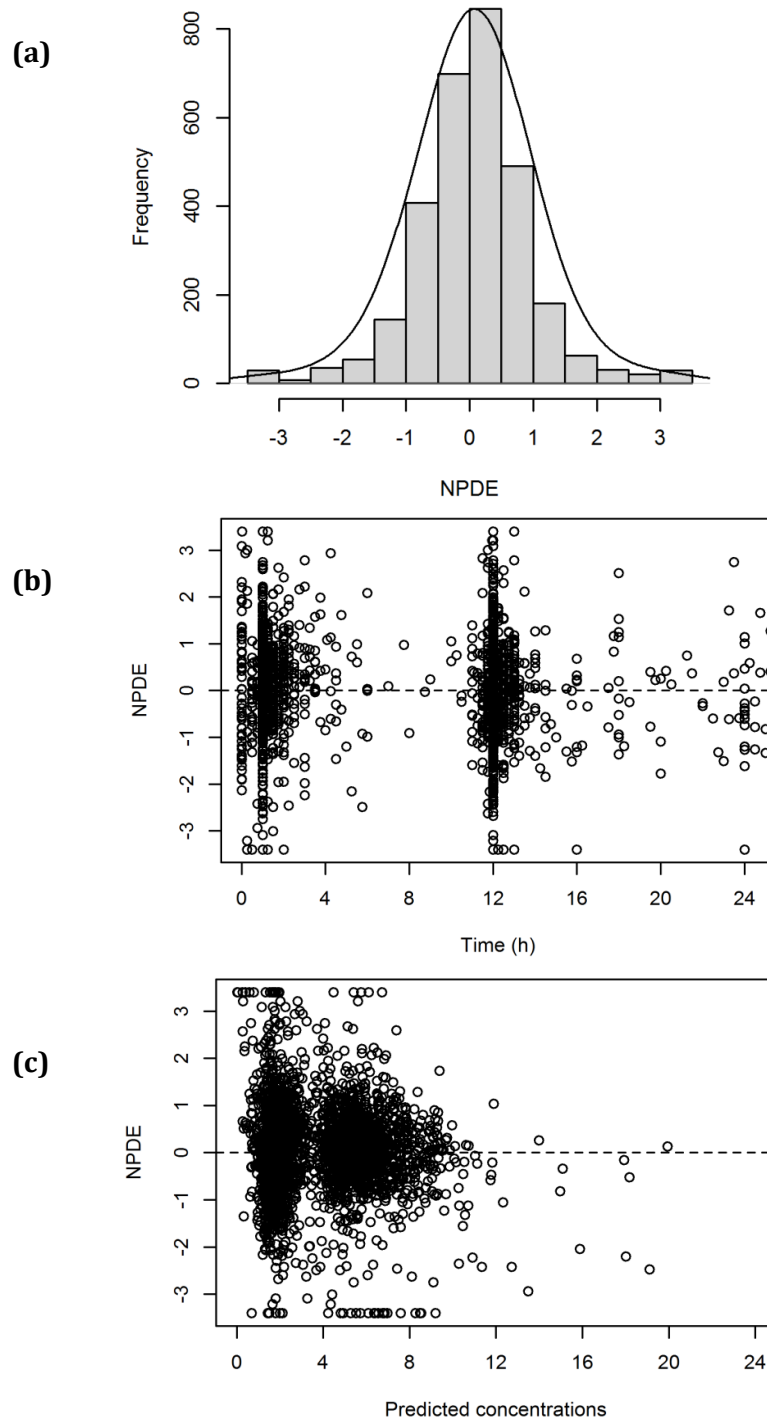 (a)
Frequency
800
600
400
200
0
-3 -2 -1 0 1 2 3
NPDE
(b)
NPDE
3
2
1
0
-1
-2
-3
0 4 8 12 16 20 24
Time (h)
(c)
NPDE
3
2
1
0
-1
-2
-3
0 4 8 12 16 20 24
Predicted concentrations